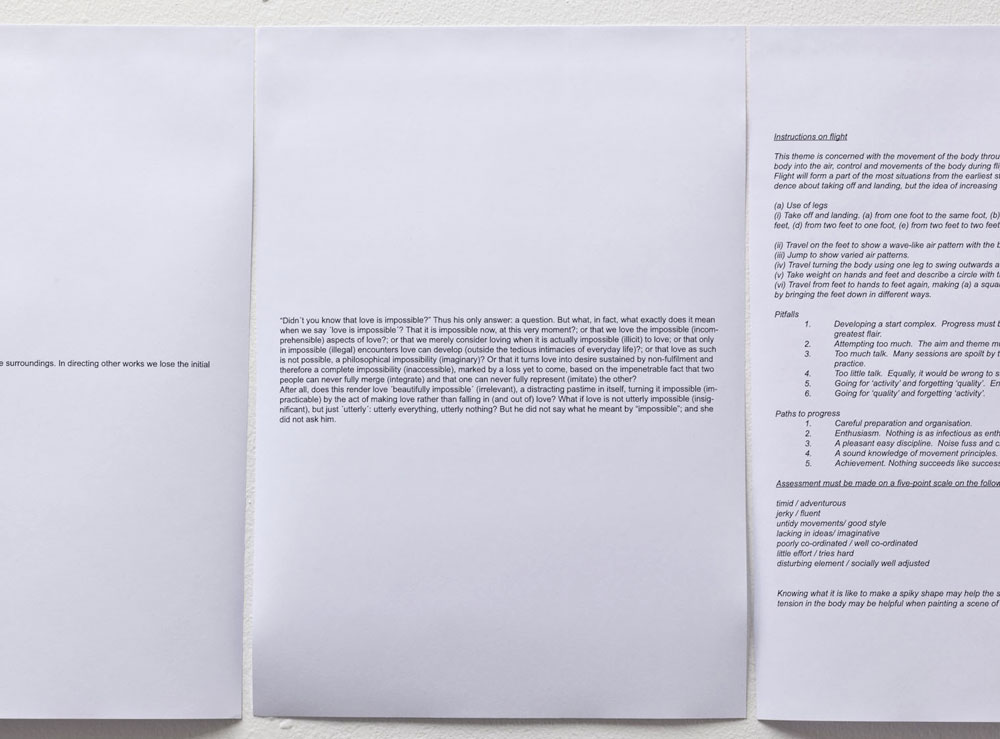 e surroundings. In directing other works we lose the initial
“Didn´t you know that love is impossible?” Thus his only answer: a question. But what, in fact, what exactly does it mean
when we say ´love is impossible´? That it is impossible now, at this very moment?; or that we love the impossible (incom-
prehensible) aspects of love?; or that we merely consider loving when it is actually impossible (illicit) to love; or that only
in impossible (illegal) encounters love can develop (outside the tedious intimacies of everyday life)?; or that love as such
is not possible, a philosophical impossibility (imaginary)? Or that it turns love into desire sustained by non-fulfilment and
therefore a complete impossibility (inaccessible), marked by a loss yet to come, based on the impenetrable fact that two
people can never fully merge (integrate) and that one can never fully represent (imitate) the other?
After all, does this render love ´beautifully impossible´ (irrelevant), a distracting pastime in itself, turning it impossible (im-
practicable) by the act of making love rather than falling in (and out of) love? What if love is not utterly impossible (insig-
nificant), but just ´utterly´: utterly everything, utterly nothing? But he did not say what he meant by “impossible”; and she
did not ask him.
Instructions on flight
This theme is concerned with the movement of the body throu
body into the air, control and movements of the body during fli
Flight will form a part of the most situations from the earliest st
dence about taking off and landing, but the idea of increasing
(a) Use of legs
(i) Take off and landing. (a) from one foot to the same foot, (b)
feet, (d) from two feet to one foot, (e) from two feet to two feet
(ii) Travel on the feet to show a wave-like air pattern with the b
(iii) Jump to show varied air patterns.
(iv) Travel turning the body using one leg to swing outwards a
(v) Take weight on hands and feet and describe a circle with t
(vi) Travel from feet to hands to feet again, making (a) a squa
by bringing the feet down in different ways.
Pitfalls
1. Developing a start complex. Progress must b
greatest flair.
2. Attempting too much. The aim and theme m
3. Too much talk. Many sessions are spoilt by t
practice.
4. Too little talk. Equally, it would be wrong to s
5. Going for 'activity' and forgetting 'quality'. En
6. Going for 'quality' and forgetting 'activity'.
Paths to progress
1. Careful preparation and organisation.
2. Enthusiasm. Nothing is as infectious as enth
3. A pleasant easy discipline. Noise fuss and c
4. A sound knowledge of movement principles.
5. Achievement. Nothing succeeds like success
Assessment must be made on a five-point scale on the follow
timid / adventurous
jerky / fluent
untidy movements/ good style
lacking in ideas/ imaginative
poorly co-ordinated / well co-ordinated
little effort / tries hard
disturbing element / socially well adjusted
Knowing what it is like to make a spiky shape may help the s
tension in the body may be helpful when painting a scene of